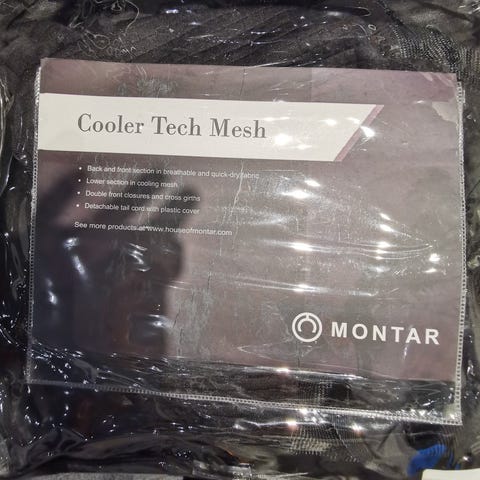 Cooler Tech Mesh
• Back and front section in breathable and quick-dry fabric
• Lower section in cooling mesh
• Double front closures and cross girths
• Detachable tail cord with plastic cover
See more products at www.houseofmontar.com
MONTAR